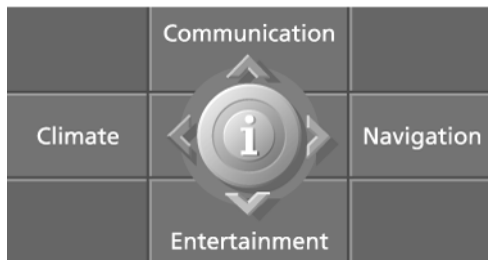 Communication
Climate
i
Navigation
Entertainment